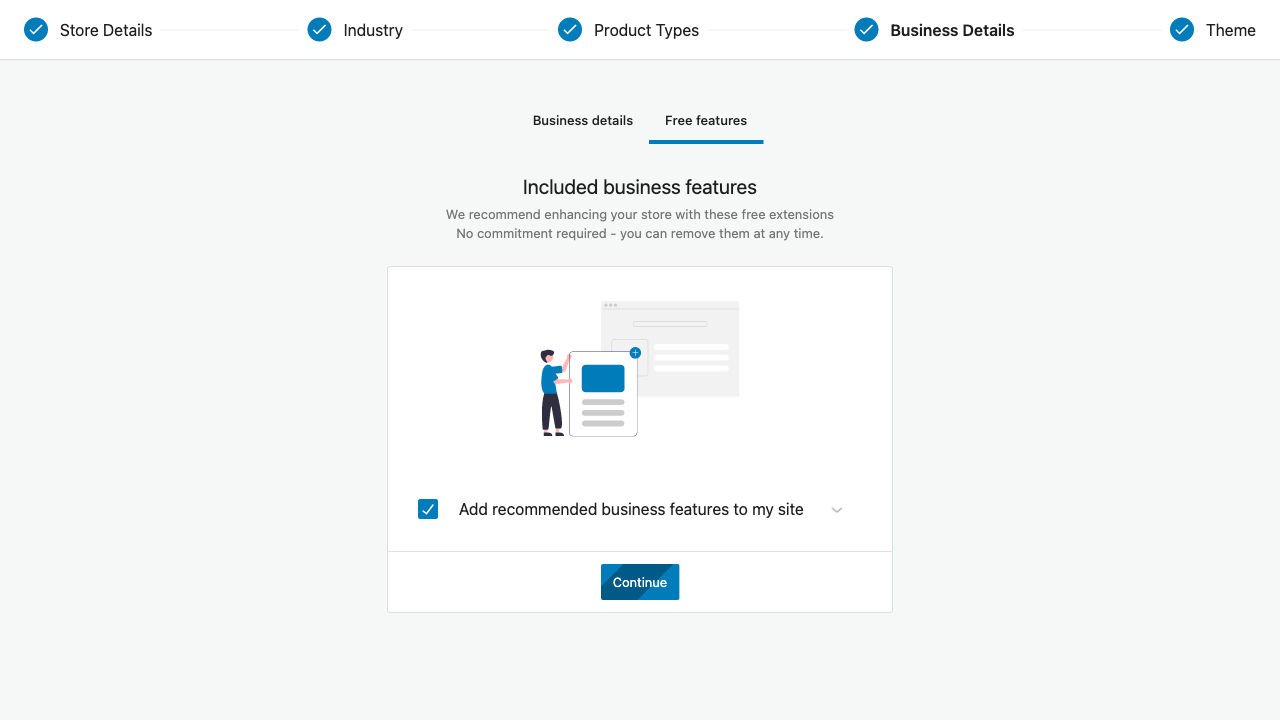 Store Details
Industry
Product Types
Business Details
Theme
Business details
Free features
Included business features
We recommend enhancing your store with these free extensions
No commitment required - you can remove them at any time.
Add recommended business features to my site
Continue